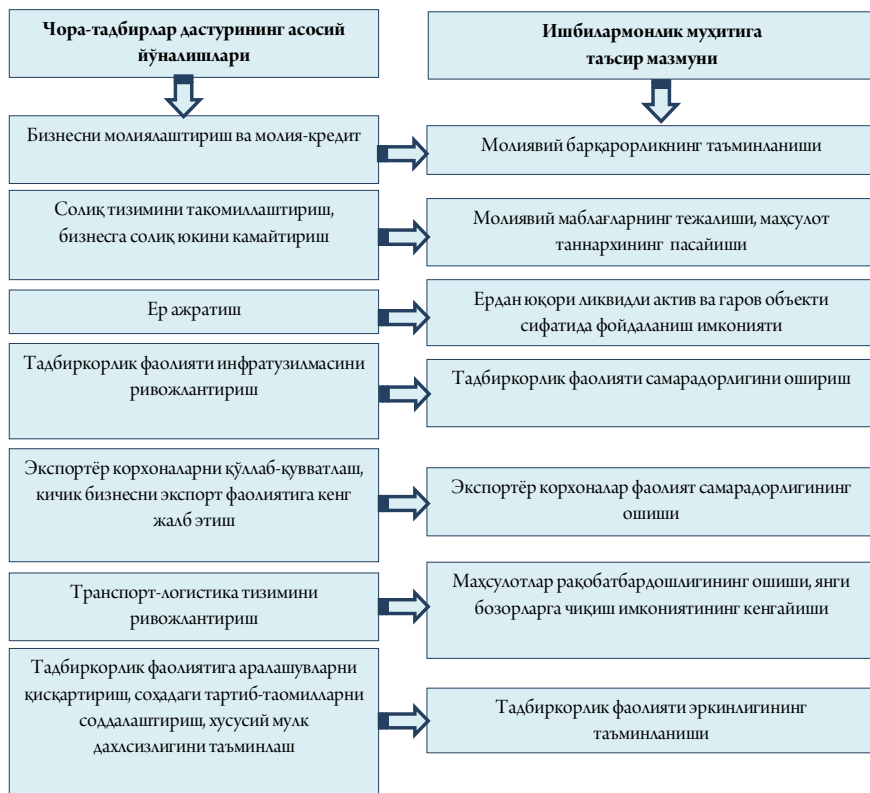 Чора-тадбирлар дастурининг асосий
йўналишлари
Ишбилармонлик муҳитига
таъсир мазмуни
Бизнесни молиялаштириш ва молия-кредит
Молиявий барқарорликнинг таъминланиши
Солиқ тизимини такомиллаштириш,
бизнесга солиқ юкини камайтириш
Молиявий маблағларнинг тежалиши, маҳсулот
таннархининг пасайиши
Ер ажратиш
Ердан юқори ликвидли актив ва гаров объекти
сифатида фойдаланиш имконияти
Тадбиркорлик фаолияти инфратузилмасини
ривожлантириш
Тадбиркорлик фаолияти самарадорлигини ошириш
Экспортёр корхоналарни қўллаб-қувватлаш,
кичик бизнесни экспорт фаолиятига кенг
жалб этиш
Экспортёр корхоналар фаолият самарадорлигининг
ошиши
Транспорт-логистика тизимини
ривожлантириш
Маҳсулотлар рақобатбардошлигининг ошиши, янги
бозорларга чиқиш имкониятининг кенгайиши
Тадбиркорлик фаолиятига аралашувларни
қисқартириш, соҳадаги тартиб-таомилларни
соддалаштириш, хусусий мулк
дахлсизлигини таъминлаш
Тадбиркорлик фаолияти эркинлигининг
таъминланиши